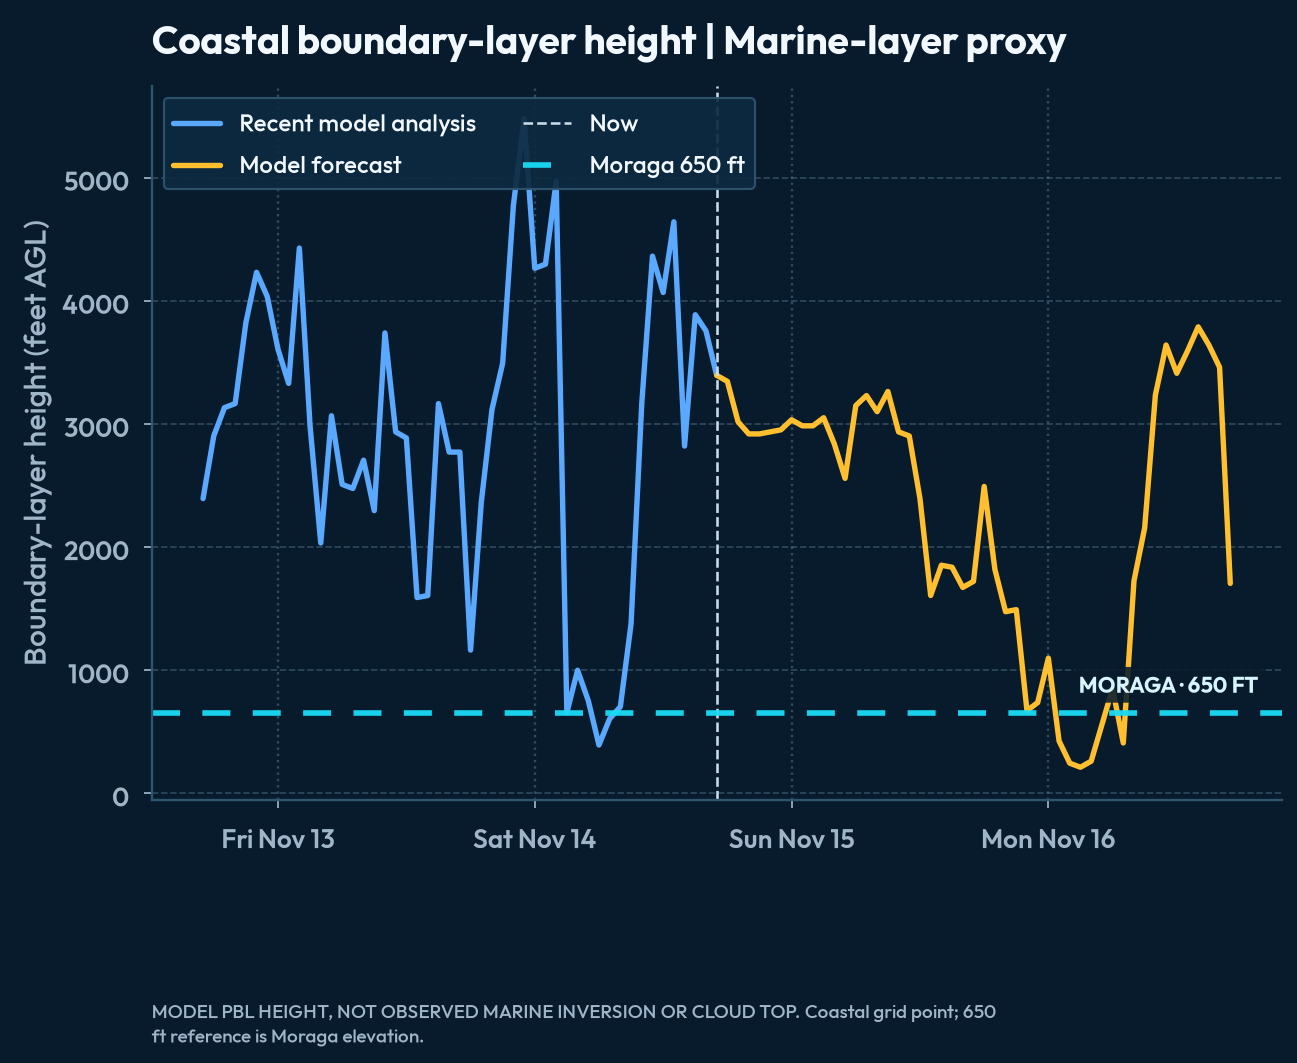 Coastal boundary-layer height | Marine-layer proxy
Recent model analysis
Model forecast
Now
Moraga 650 ft
Boundary-layer height (feet AGL)
5000
4000
3000
2000
1000
0
MORAGA · 650 FT
Fri Nov 13
Sat Nov 14
Sun Nov 15
Mon Nov 16
MODEL PBL HEIGHT, NOT OBSERVED MARINE INVERSION OR CLOUD TOP. Coastal grid point; 650
ft reference is Moraga elevation.